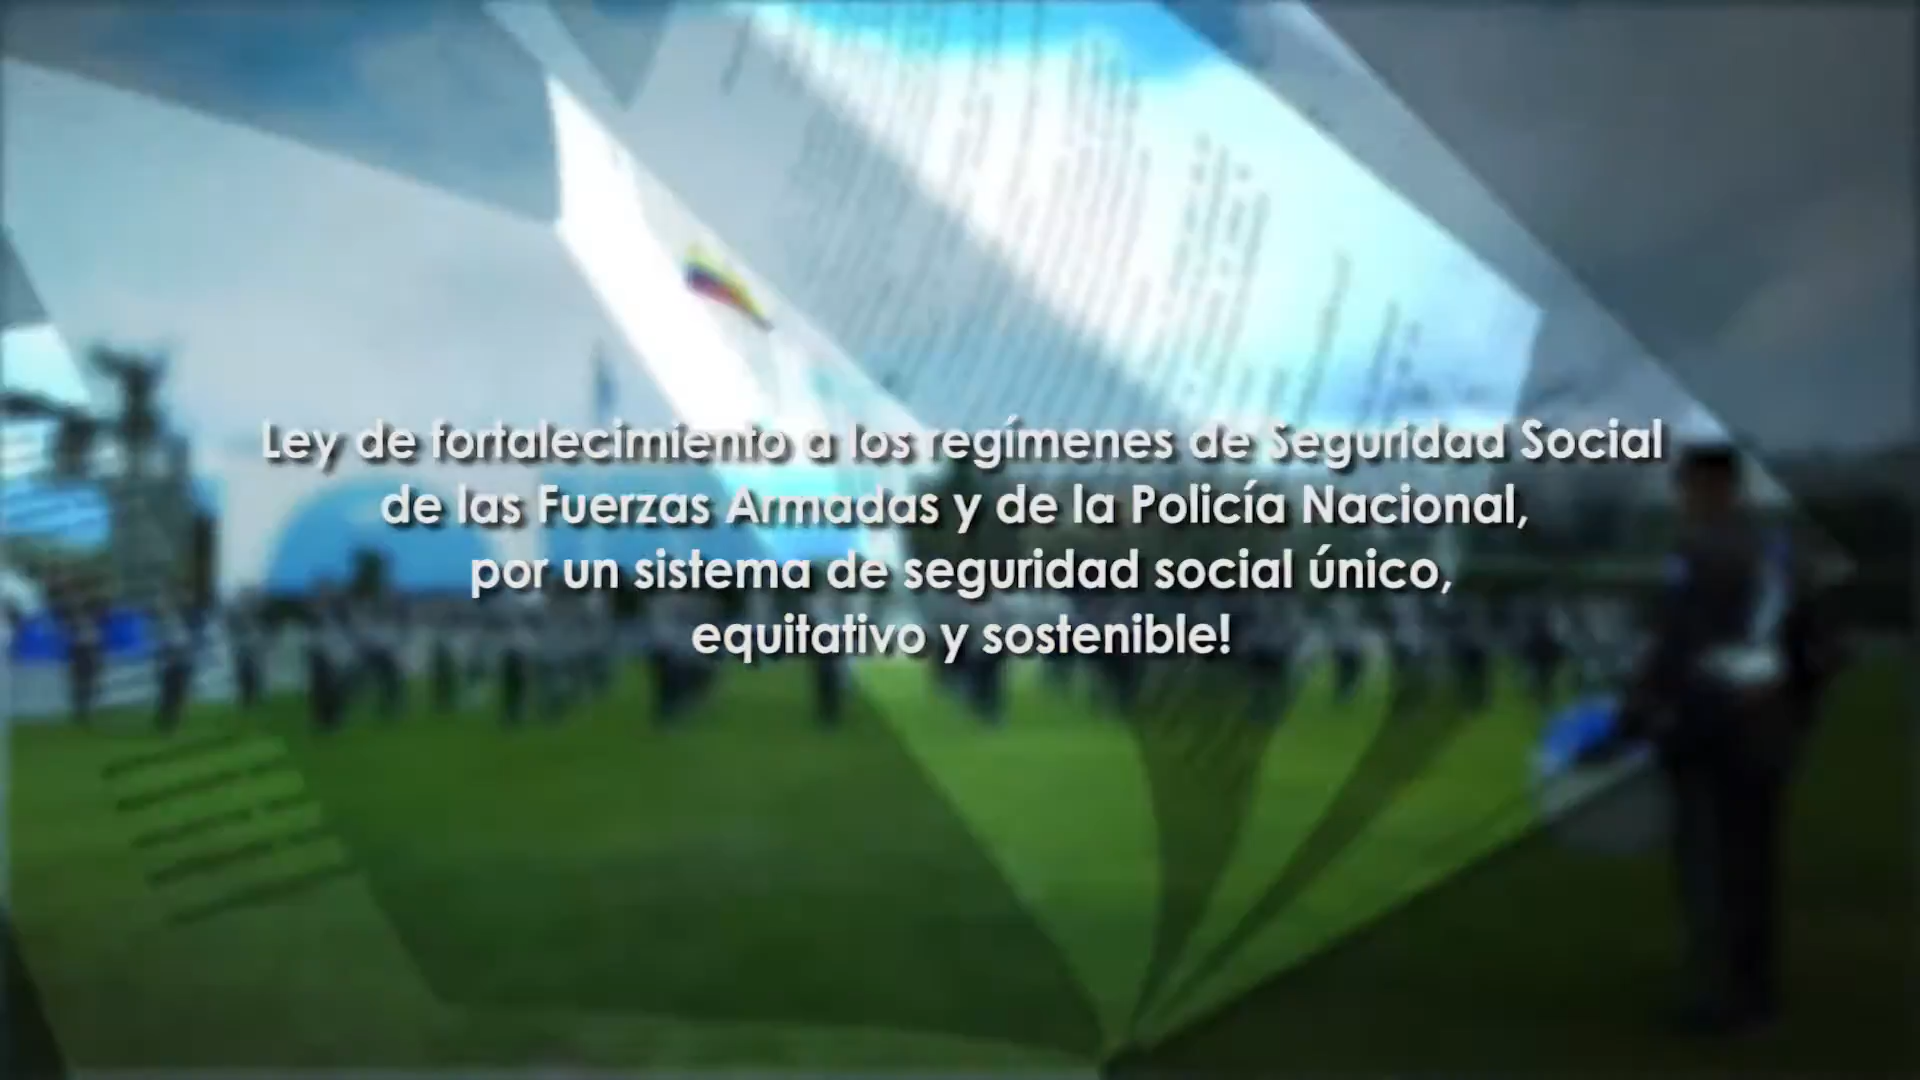 Ley de fortalecimiento a los regímenes de Seguridad Social
de las Fuerzas Armadas y de la Policía Nacional,
por un sistema de seguridad social único,
equitativo y sostenible!